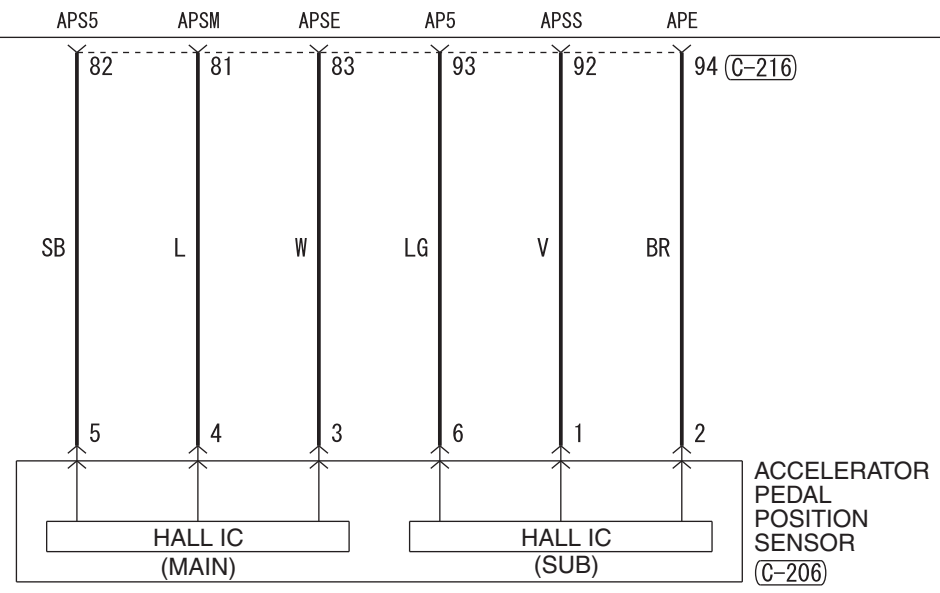 APS5 APSM APSE AP5 APSS APE
82 81 83 93 92 94 C-216
SB L W LG V BR
5 4 3 6 1 2
ACCELERATOR
PEDAL
POSITION
SENSOR
C-206
HALL IC
(MAIN)
HALL IC
(SUB)